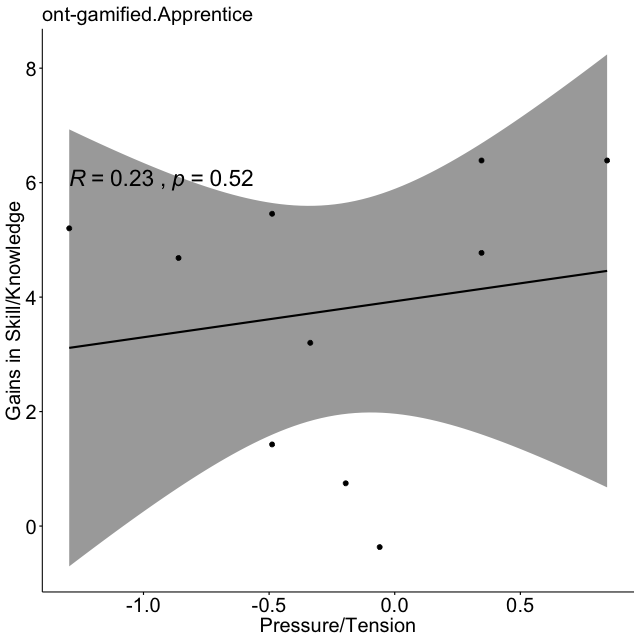 ont-gamified.Apprentice
8
6
4
2
0
R = 0.23 , p = 0.52
Gains in Skill/Knowledge
-1.0 -0.5 0.0 0.5
Pressure/Tension